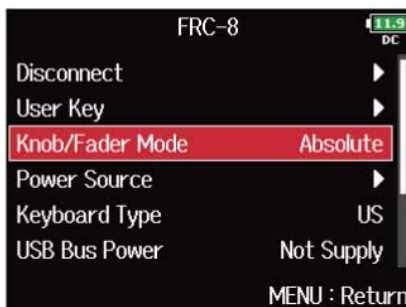 FRC-8
11.9
DC
Disconnect
User Key
Knob/Fader Mode Absolute
Power Source
Keyboard Type US
USB Bus Power Not Supply
MENU : Return